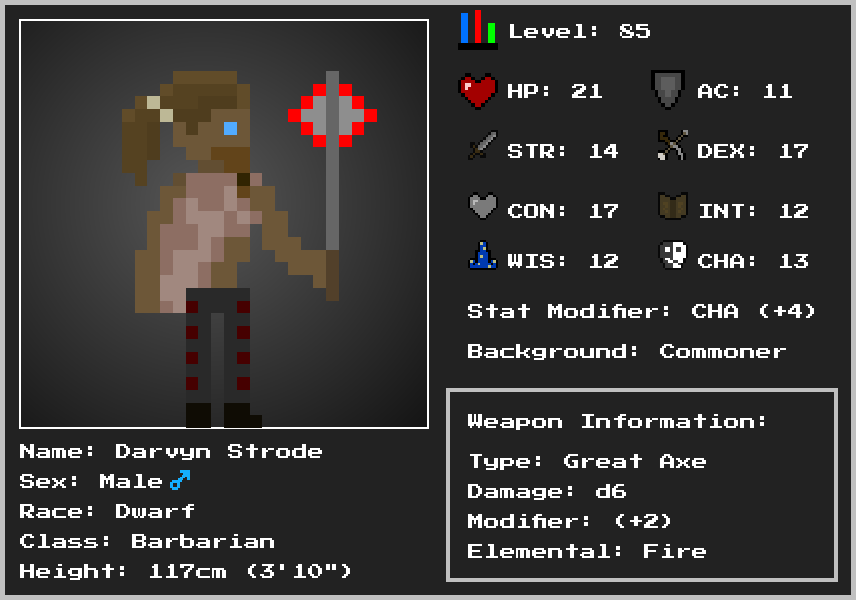 Level: 85
HP: 21
AC: 11
STR: 14
DEX: 17
CON: 17
INT: 12
WIS: 12
CHA: 13
Stat Modifier: CHA (+4)
Background: Commoner
Weapon Information:
Type: Great Axe
Damage: d6
Modifier: (+2)
Elemental: Fire
Name: Darvyn Strode
Sex: Male ♂
Race: Dwarf
Class: Barbarian
Height: 117cm (3'10")